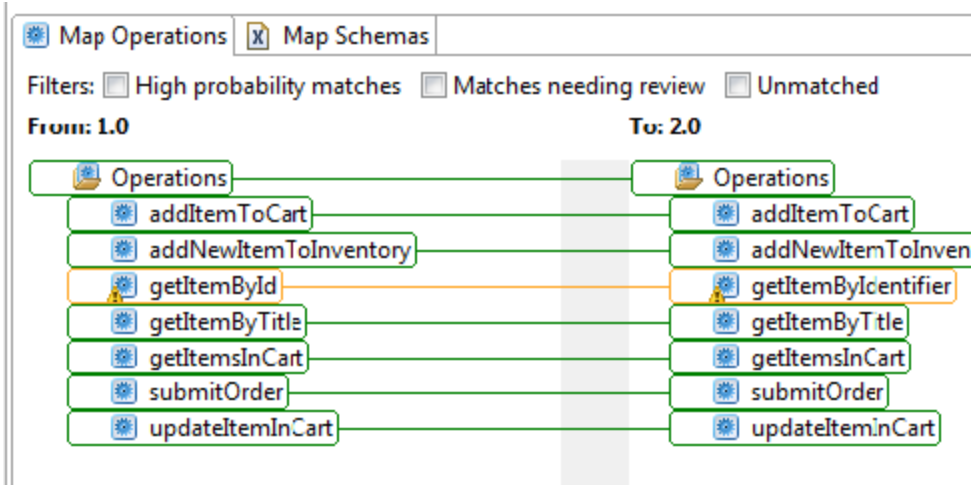 Map Operations Map Schemas
Filters: High probability matches Matches needing review Unmatched
From: 1.0 To: 2.0
Operations Operations
addItemToCart addItemToCart
addNewItemToInventory addNewItemToInven
getItemById getItemByIdentifier
getItemByTitle getItemByTitle
getItemsInCart getItemsInCart
submitOrder submitOrder
updateItemInCart updateItemInCart